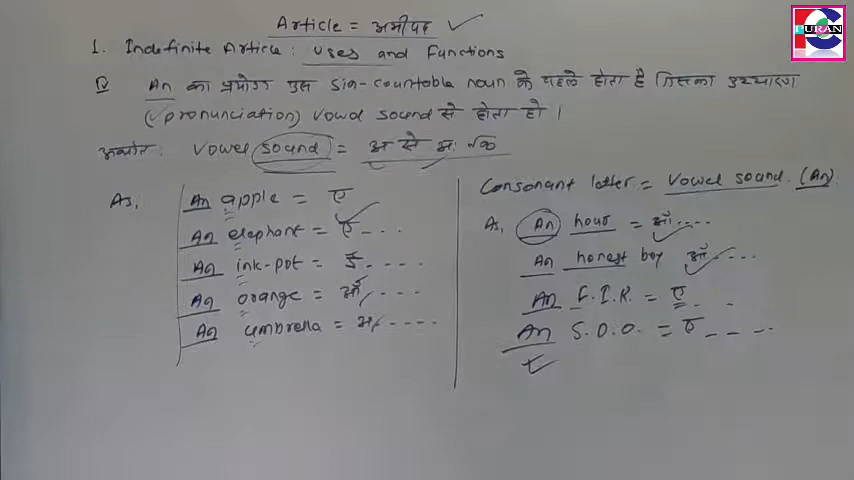 Article = अभीपद
1. Indefinite Article: Uses and Functions
An का प्रयोग उस Sin-countable noun के पहले होता है जिसका उच्चारण
(pronunciation) Vowel sound से होता हो।
अर्थात: Vowel sound = अ से अः तक
As,
An apple = ए
An elephant = ए...
An ink-pot = इ.....
An orange = ऑ....
An umbrella = अ.....
Consonant letter = Vowel sound. (An).
As, An hour = ऑ....
An honest boy ऑ....
An F.I.R. = ए..
An S.D.O. = ए - - -
PURAN